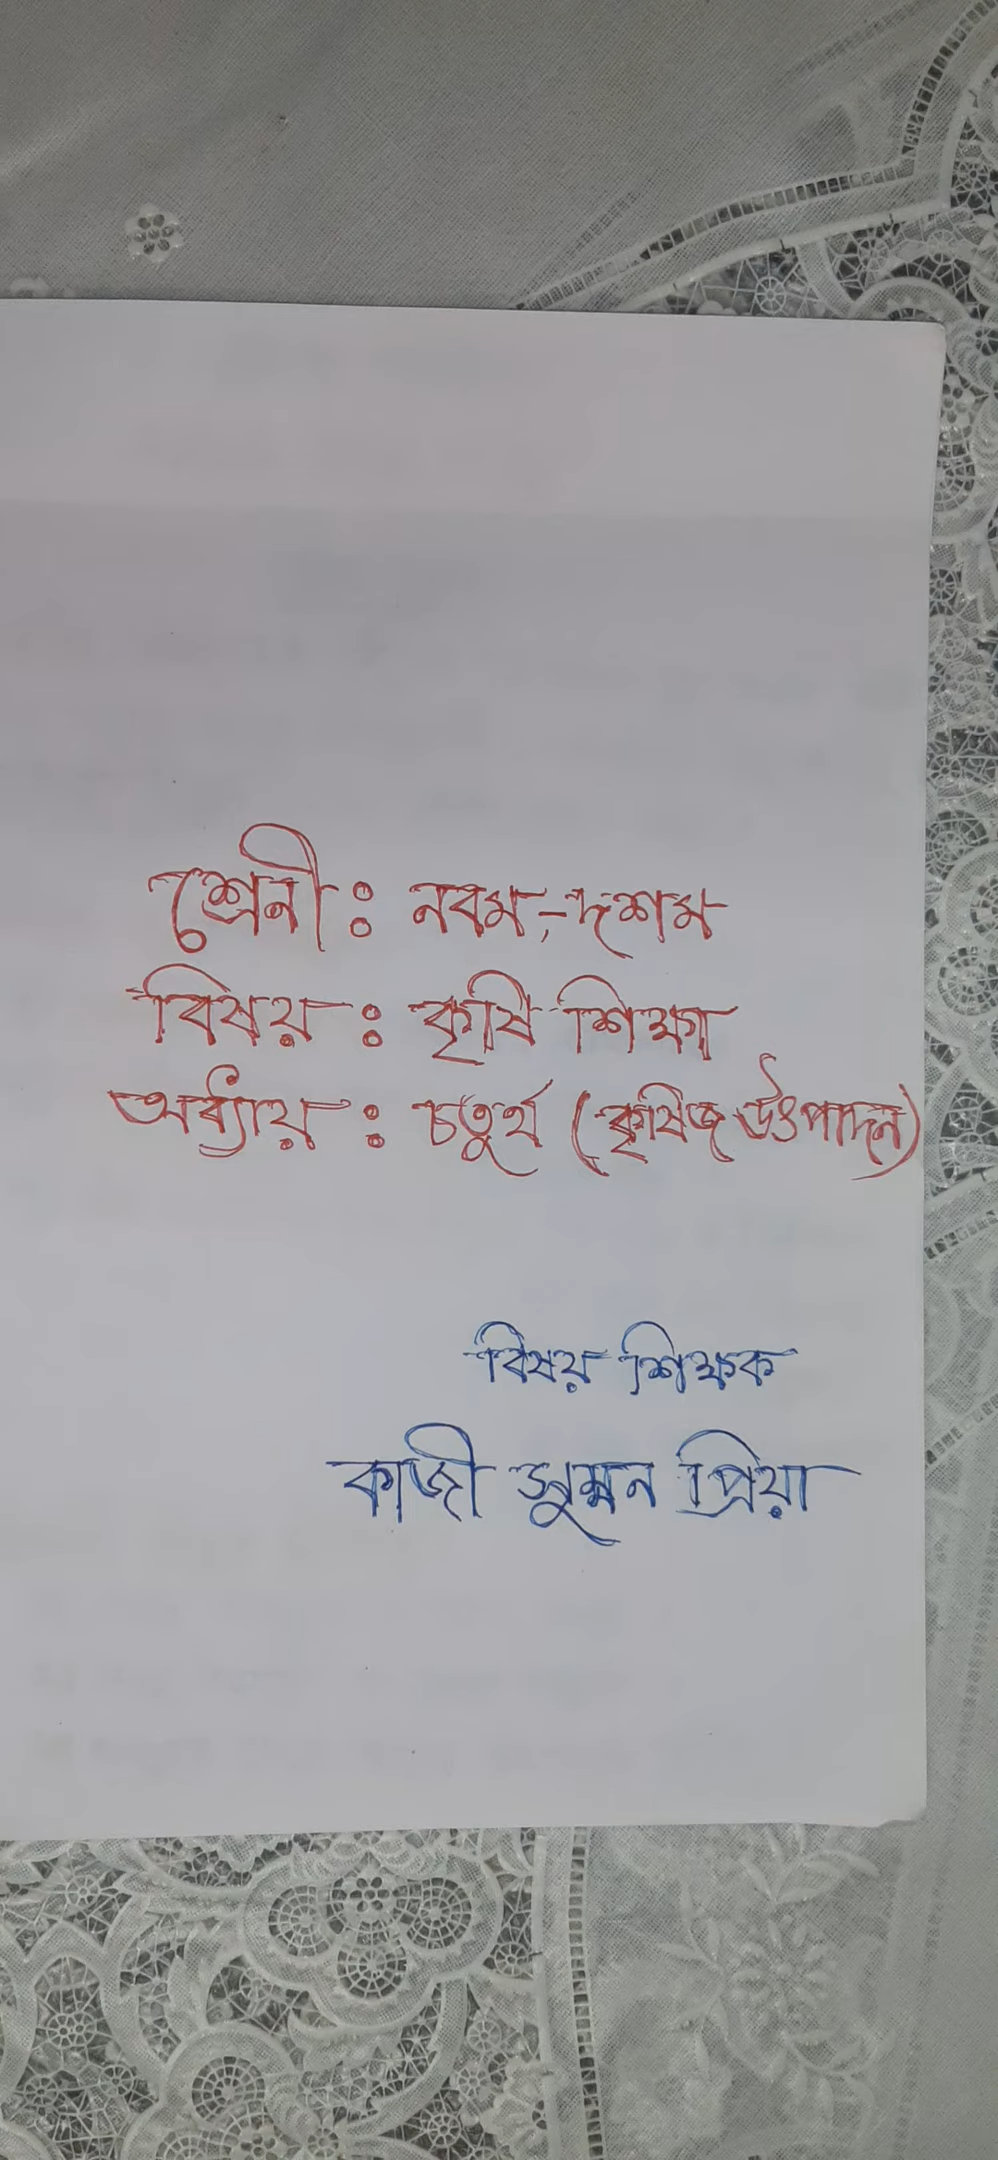 শ্রেনী : নবম,-দশম
বিষয় : কৃষি শিক্ষা
অধ্যায় : চতুর্থ (কৃষিজ উৎপাদন)
বিষয় শিক্ষক
কাজী সুমন প্রিয়া